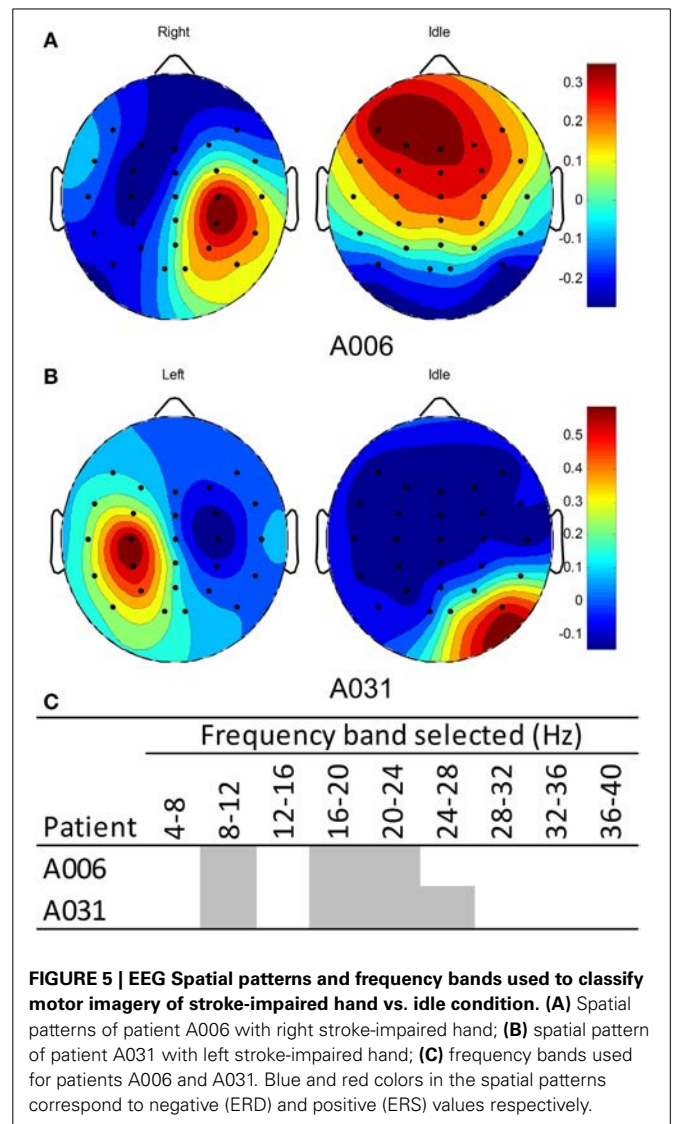 A
Right Idle
0.3
0.2
0.1
0
-0.1
-0.2
A006
B
Left Idle
0.5
0.4
0.3
0.2
0.1
0
-0.1
A031
C
Frequency band selected (Hz)
Patient 4-8 8-12 12-16 16-20 20-24 24-28 28-32 32-36 36-40
A006
A031
FIGURE 5 | EEG Spatial patterns and frequency bands used to classify
motor imagery of stroke-impaired hand vs. idle condition. (A) Spatial
patterns of patient A006 with right stroke-impaired hand; (B) spatial pattern
of patient A031 with left stroke-impaired hand; (C) frequency bands used
for patients A006 and A031. Blue and red colors in the spatial patterns
correspond to negative (ERD) and positive (ERS) values respectively.